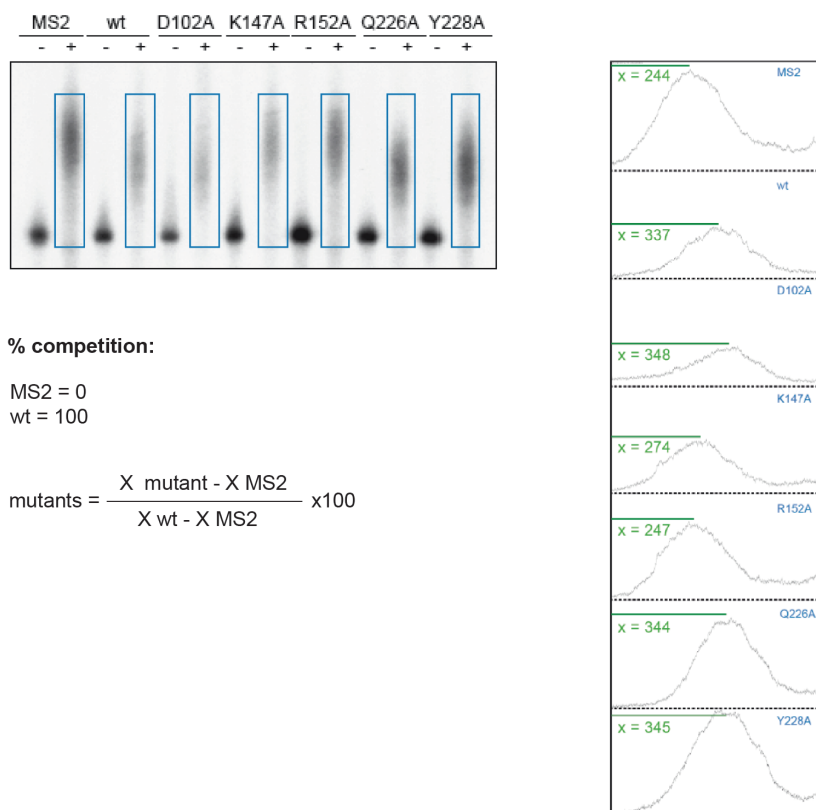 MS2 wt D102A K147A R152A Q226A Y228A
- + - + - + - + - + - + - +
% competition:
MS2 = 0
wt = 100
mutants = X mutant - X MS2 x100
X wt - X MS2
x = 244 MS2
wt
x = 337
D102A
x = 348
K147A
x = 274
R152A
x = 247
Q226A
x = 344
Y228A
x = 345